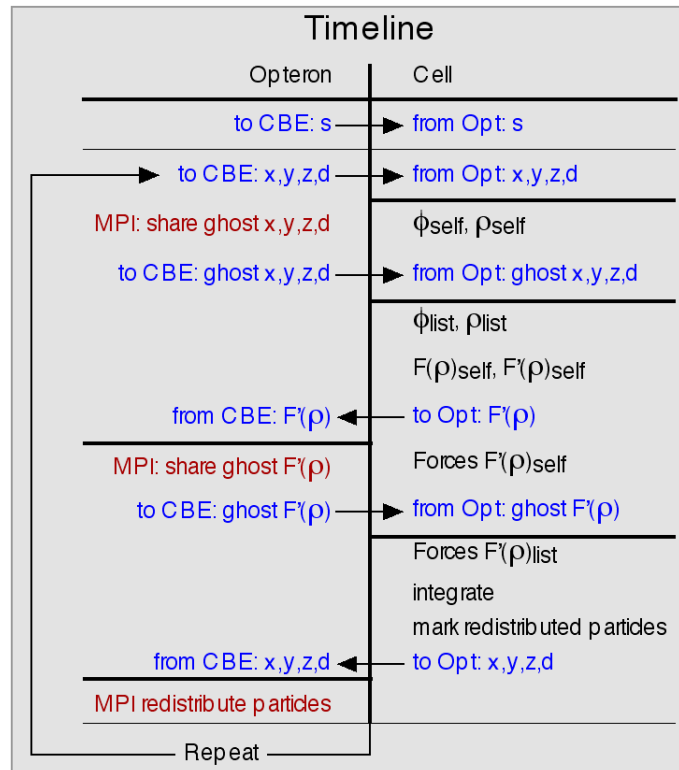 Timeline
Opteron Cell
to CBE: s from Opt: s
to CBE: x,y,z,d from Opt: x,y,z,d
MPI: share ghost x,y,z,d ϕself, ρself
to CBE: ghost x,y,z,d from Opt: ghost x,y,z,d
ϕlist, ρlist
F(ρ)self, F'(ρ)self
from CBE: F'(ρ) to Opt: F'(ρ)
MPI: share ghost F'(ρ) Forces F'(ρ)self
to CBE: ghost F'(ρ) from Opt: ghost F'(ρ)
Forces F'(ρ)list
integrate
mark redistributed particles
from CBE: x,y,z,d to Opt: x,y,z,d
MPI redistribute particles
Repeat